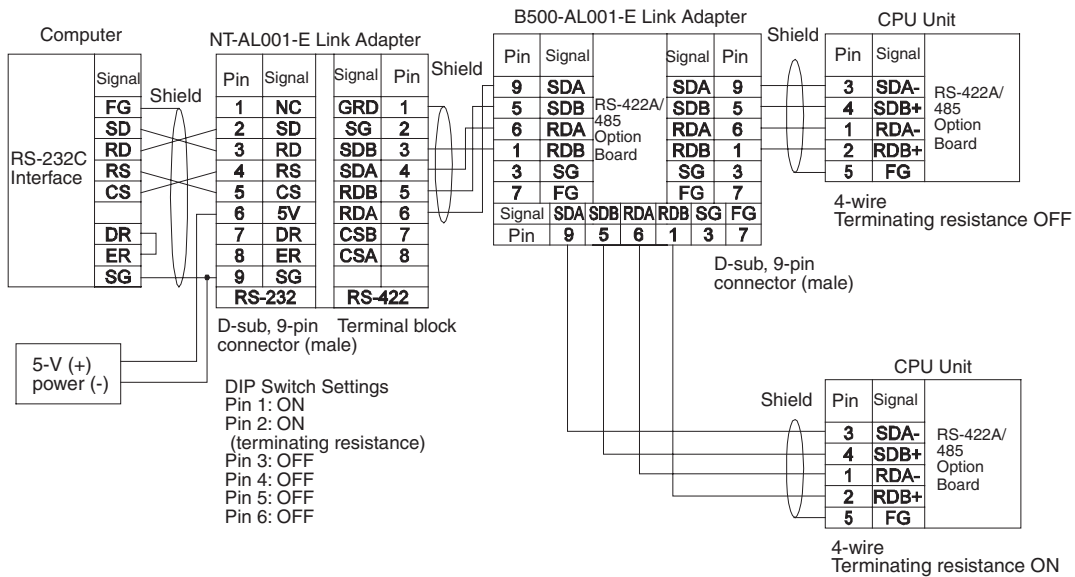 Computer
Signal
FG
SD
RD
RS
CS
DR
ER
SG
RS-232C
Interface
Shield
5-V (+)
power (-)
NT-AL001-E Link Adapter
Pin Signal Signal Pin
1 NC GRD 1
2 SD SG 2
3 RD SDB 3
4 RS SDA 4
5 CS RDB 5
6 5V RDA 6
7 DR CSB 7
8 ER CSA 8
9 SG
RS-232 RS-422
D-sub, 9-pin
connector (male)
Terminal block
DIP Switch Settings
Pin 1: ON
Pin 2: ON
(terminating resistance)
Pin 3: OFF
Pin 4: OFF
Pin 5: OFF
Pin 6: OFF
Shield
B500-AL001-E Link Adapter
Pin Signal Signal Pin
9 SDA SDA 9
5 SDB SDB 5
6 RDA RDA 6
1 RDB RDB 1
3 SG SG 3
7 FG FG 7
RS-422A/
485
Option
Board
Signal SDA SDB RDA RDB SG FG
Pin 9 5 6 1 3 7
D-sub, 9-pin
connector (male)
Shield
CPU Unit
Pin Signal
3 SDA-
4 SDB+
1 RDA-
2 RDB+
5 FG
RS-422A/
485
Option
Board
4-wire
Terminating resistance OFF
CPU Unit
Shield
Pin Signal
3 SDA-
4 SDB+
1 RDA-
2 RDB+
5 FG
RS-422A/
485
Option
Board
4-wire
Terminating resistance ON